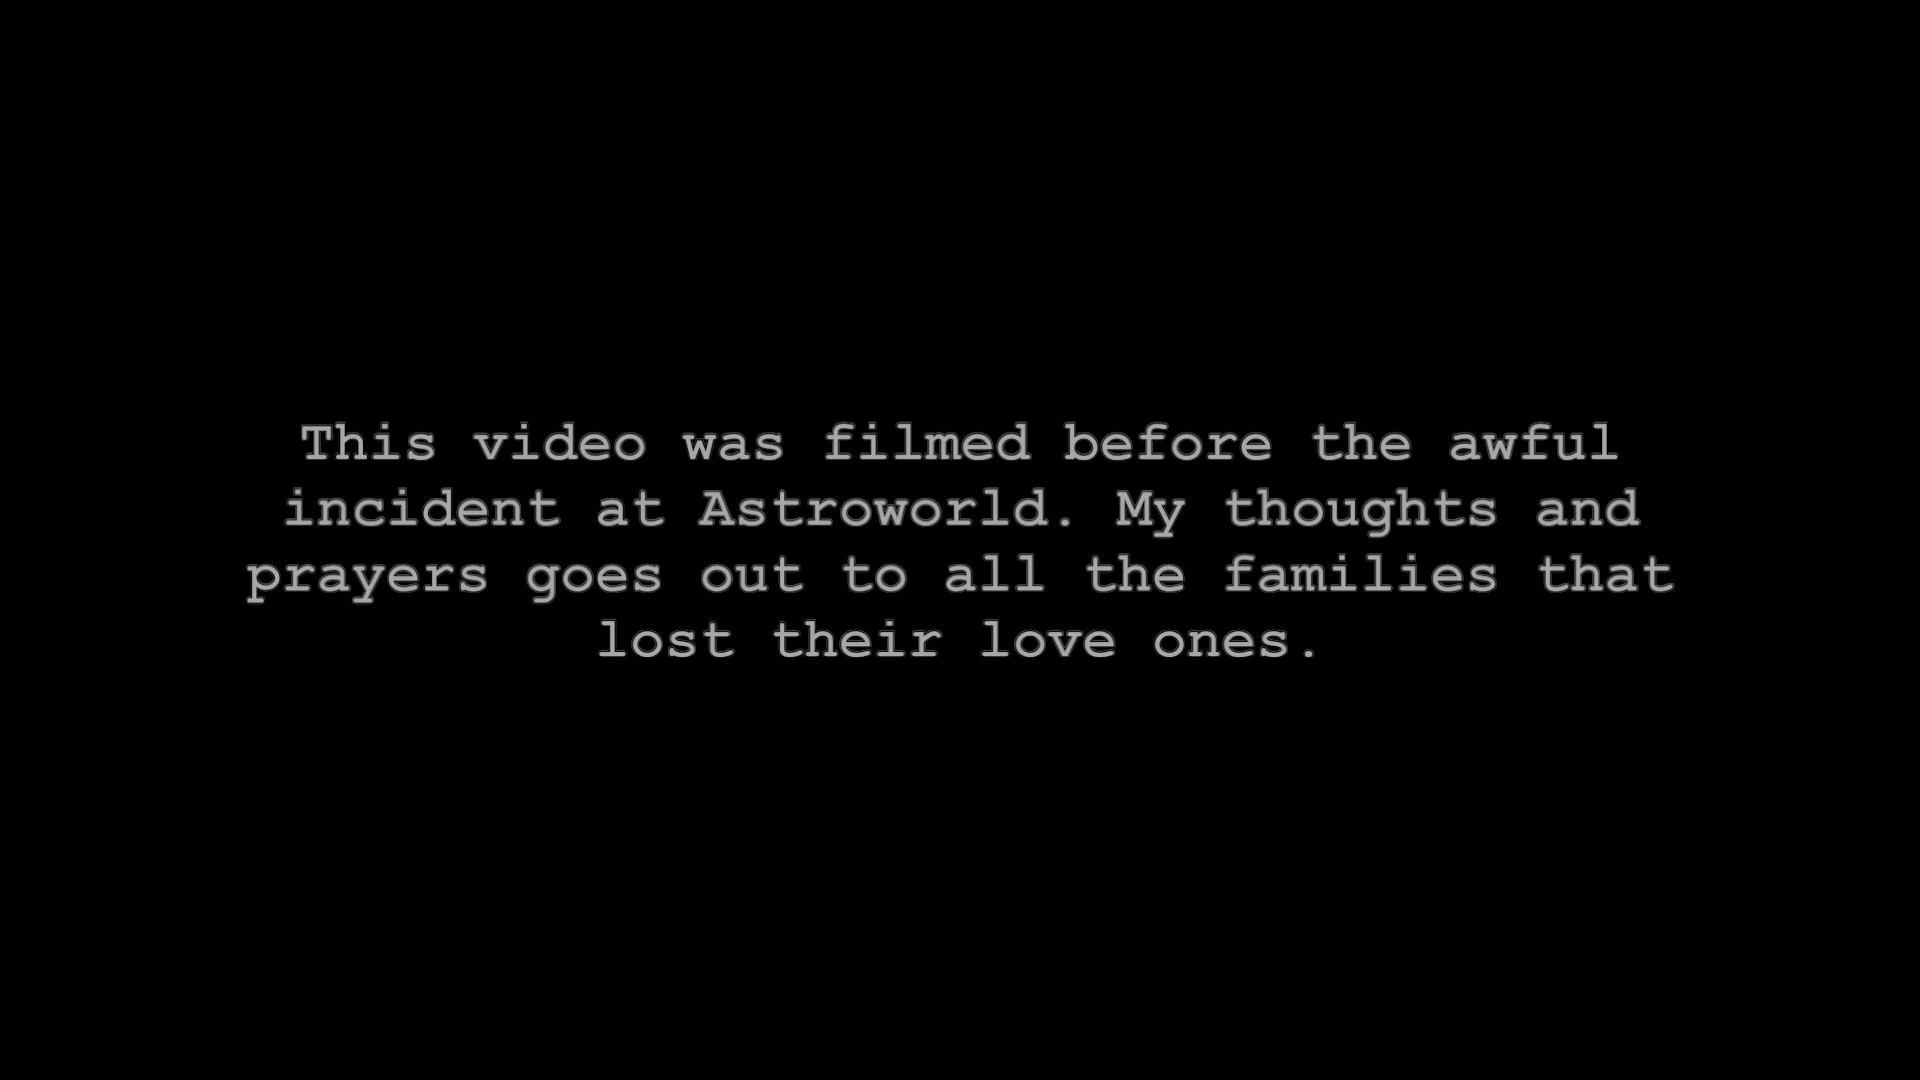 This video was filmed before the awful
incident at Astroworld. My thoughts and
prayers goes out to all the families that
lost their love ones.